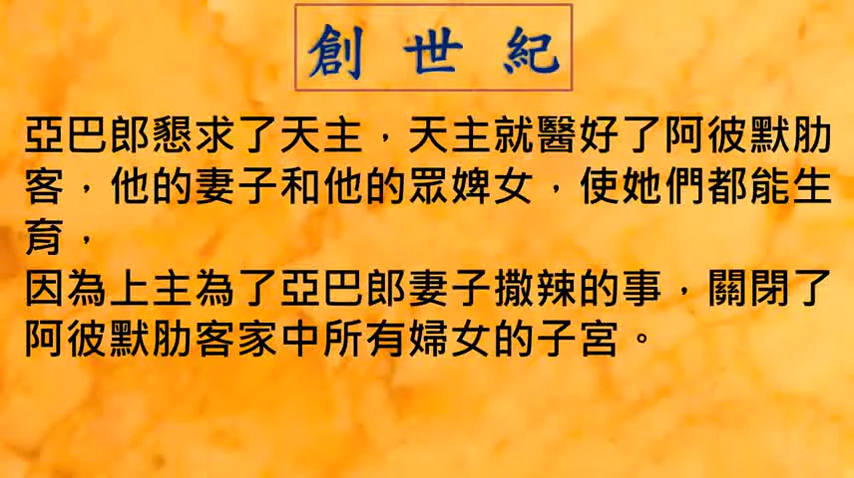 創世紀
亞巴郎懇求了天主，天主就醫好了阿彼默肋
客，他的妻子和他的眾婢女，使她們都能生
育，
因為上主為了亞巴郎妻子撒辣的事，關閉了
阿彼默肋客家中所有婦女的子宮。